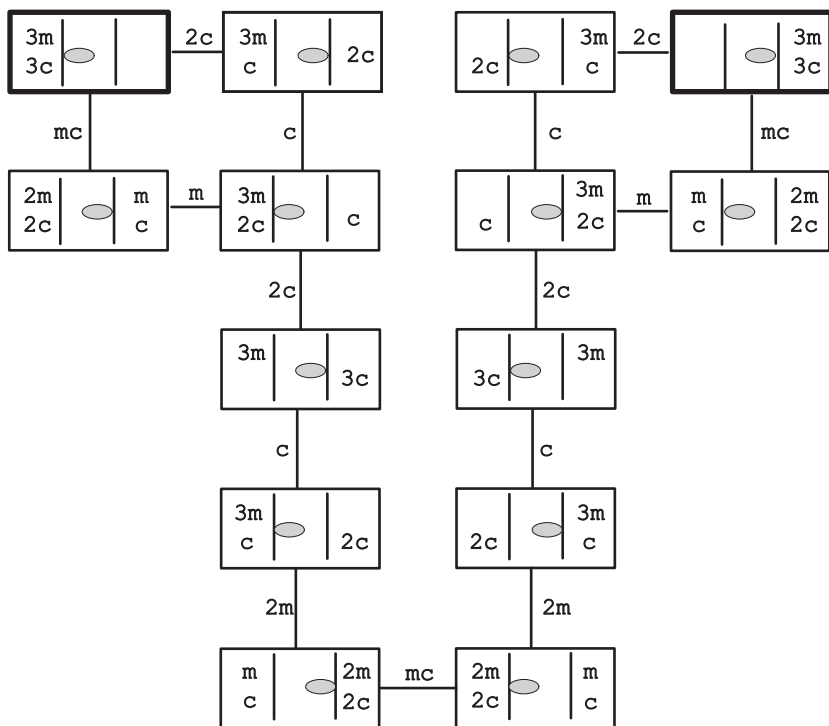 3m 2c 3m 3m 2c 3m
3c c 2c 2c c 3c
mc c c mc
2m m m 3m 3m m m 2m
2c c 2c c c 2c c 2c
2c 2c
3m 3m
3c 3c
c c
3m 3m
c 2c 2c c
2m 2m
m 2m mc 2m m
c 2c 2c c